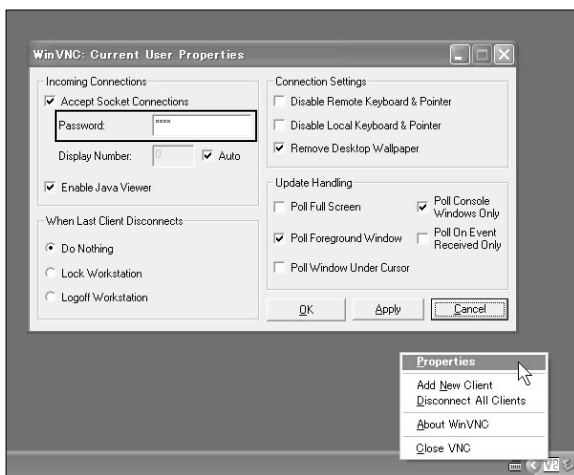 WinVNC: Current User Properties
Incoming Connections
Accept Socket Connections
Password: ****
Display Number: 0 Auto
Enable Java Viewer
When Last Client Disconnects
Do Nothing
Lock Workstation
Logoff Workstation
Connection Settings
Disable Remote Keyboard & Pointer
Disable Local Keyboard & Pointer
Remove Desktop Wallpaper
Update Handling
Poll Full Screen
Poll Console
Windows Only
Poll Foreground Window
Poll On Event
Received Only
Poll Window Under Cursor
OK Apply Cancel
Properties
Add New Client
Disconnect All Clients
About WinVNC
Close VNC